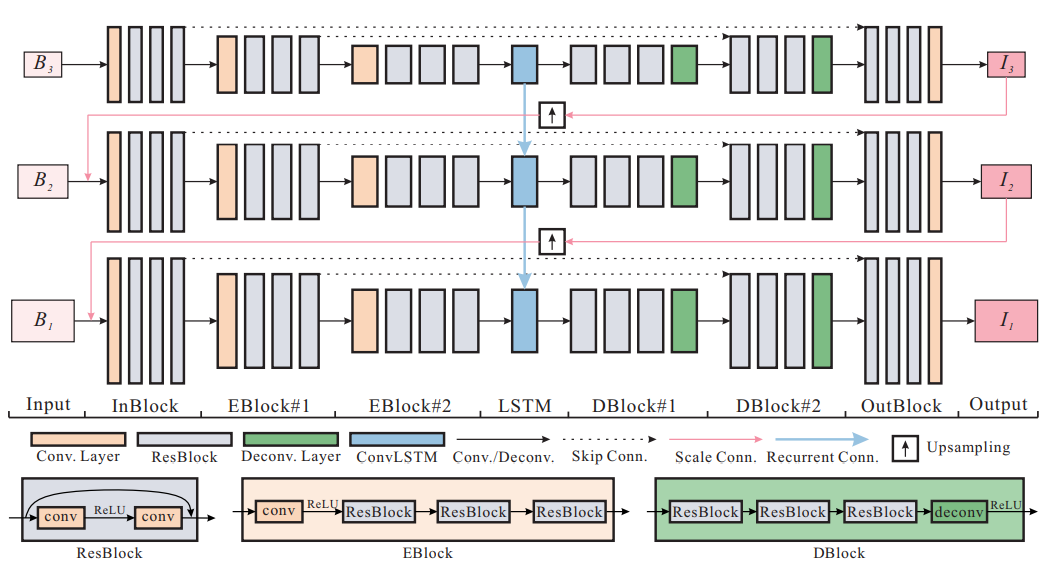 B3
I3
B2
I2
B1
I1
Input InBlock EBlock#1 EBlock#2 LSTM DBlock#1 DBlock#2 OutBlock Output
Conv. Layer ResBlock Deconv. Layer ConvLSTM Conv./Deconv. Skip Conn. Scale Conn. Recurrent Conn. Upsampling
conv ReLU conv
ResBlock
conv ReLU ResBlock ResBlock ResBlock
EBlock
ResBlock ResBlock ResBlock deconv ReLU
DBlock